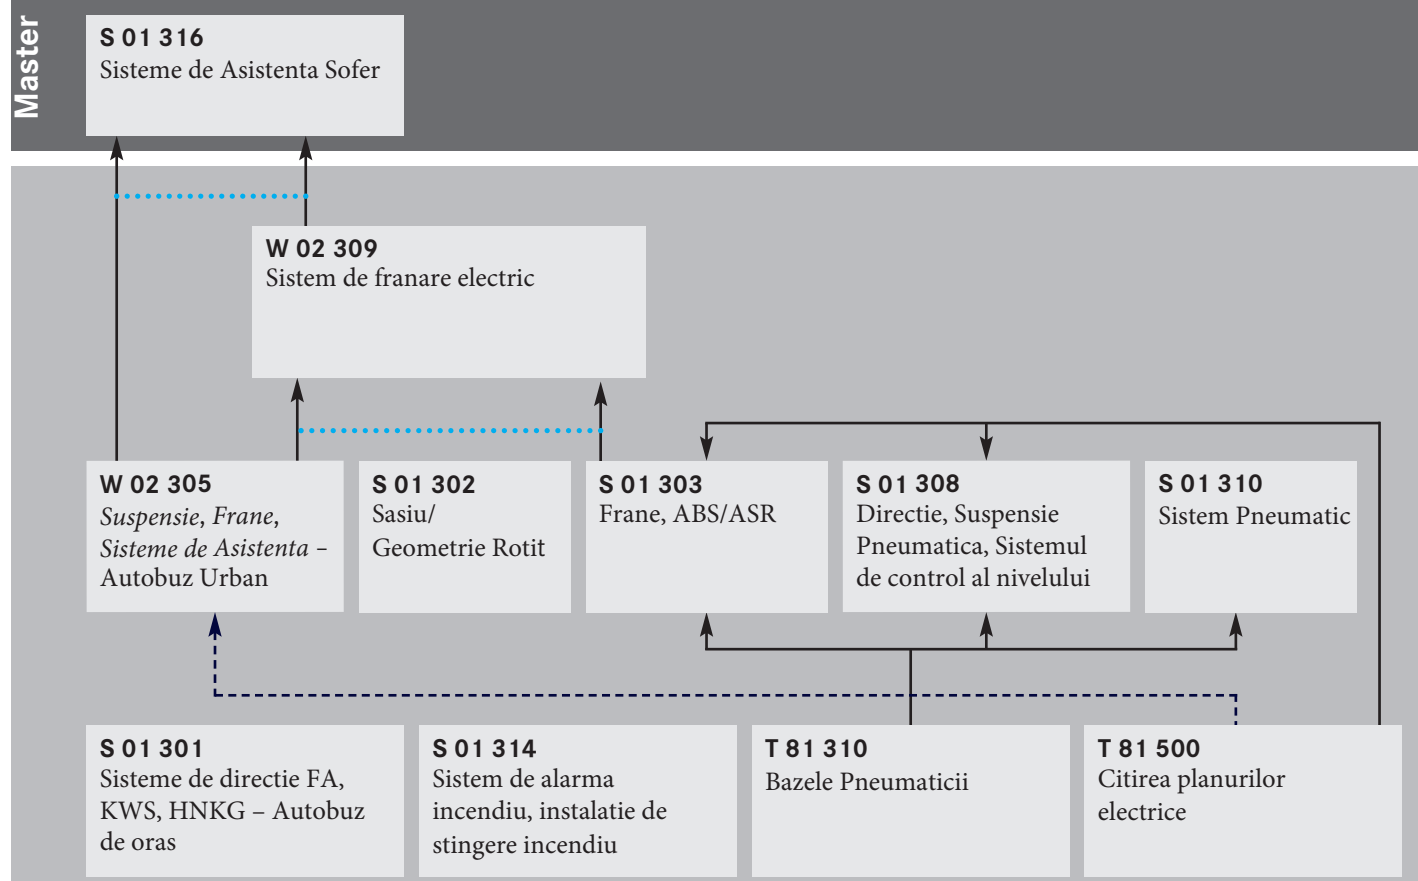 Master
S 01 316
Sisteme de Asistenta Sofer
W 02 309
Sistem de franare electric
W 02 305
Suspensie, Frane,
Sisteme de Asistenta –
Autobuz Urban
S 01 302
Sasiu/
Geometrie Rotit
S 01 303
Frane, ABS/ASR
S 01 308
Directie, Suspensie
Pneumatica, Sistemul
de control al nivelului
S 01 310
Sistem Pneumatic
S 01 301
Sisteme de directie FA,
KWS, HNKG – Autobuz
de oras
S 01 314
Sistem de alarma
incendiu, instalatie de
stingere incendiu
T 81 310
Bazele Pneumaticii
T 81 500
Citirea planurilor
electrice